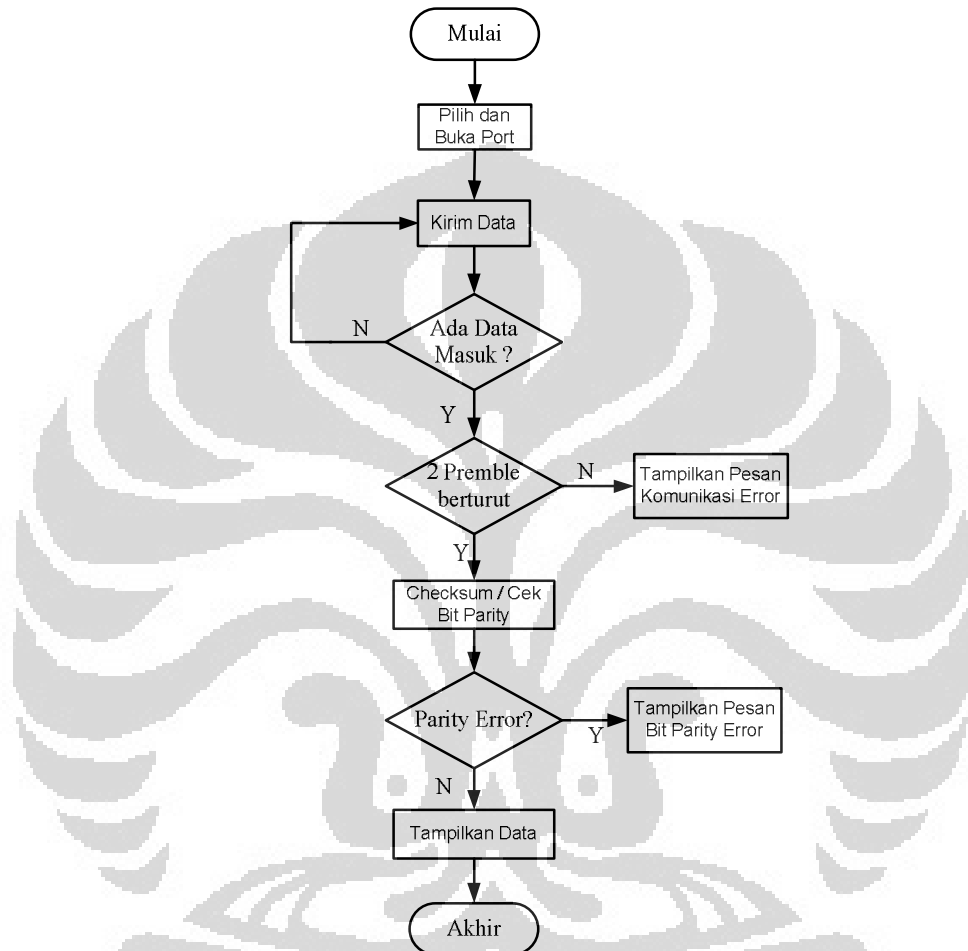 Mulai
Pilih dan
Buka Port
Kirim Data
N
Ada Data
Masuk ?
Y
2 Premble
berturut
N
Tampilkan Pesan
Komunikasi Error
Y
Checksum / Cek
Bit Parity
Parity Error?
Y
Tampilkan Pesan
Bit Parity Error
N
Tampilkan Data
Akhir